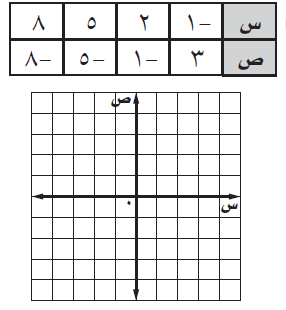 س –١ ٢ ٥ ٨
ص ٣ –١ –٥ –٨
ص
٠
س